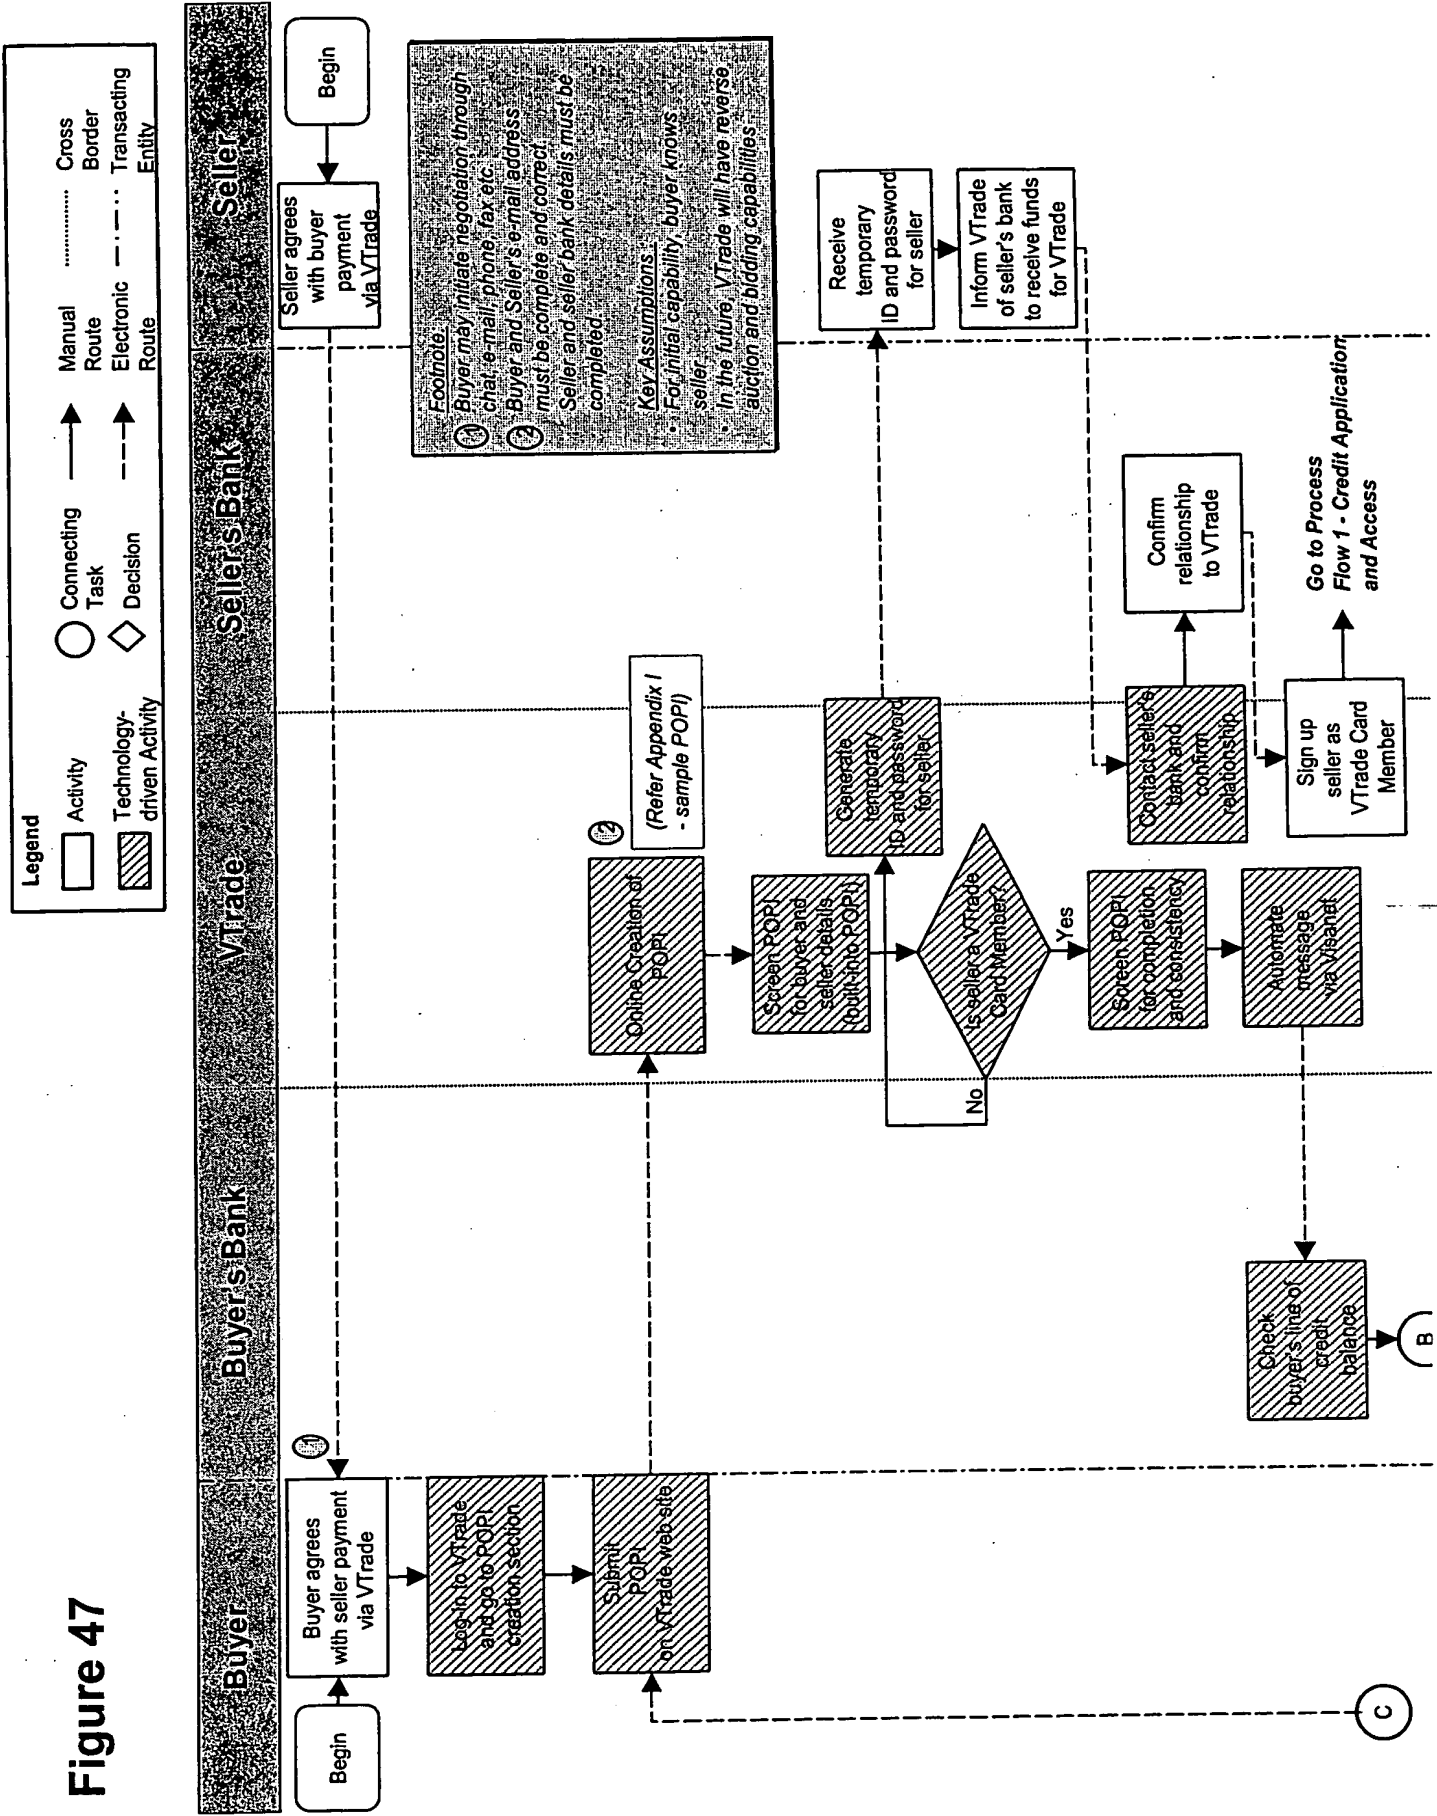 Figure 47
Legend
Activity
Technology-
driven Activity
Connecting
Task
Decision
Manual
Route
Electronic
Route
Cross
Border
Transacting
Entity
Buyer
Buyer's Bank
VTrade
Seller's Bank
Seller
Begin
Buyer agrees
with seller payment
via VTrade
1
Seller agrees
with buyer
payment
via VTrade
Begin
Log-in to VTrade
and go to POPI
creation section
Submit
POPI
on VTrade web site
Online Creation of
POPI
2
(Refer Appendix I
- sample POPI)
Footnote:
1 Buyer may initiate negotiation through
chat, e-mail, phone, fax etc.
2 Buyer and Seller's e-mail address
must be complete and correct.
Seller and seller bank details must be
completed
Key Assumptions:
• For initial capability, buyer knows
seller
• In the future, VTrade will have reverse
auction and bidding capabilities
Screen POPI
for buyer and
seller details
(built-into POPI)
Generate
temporary
ID and password
for seller
Receive
temporary
ID and password
for seller
Is seller a VTrade
Card Member?
No
Yes
Inform VTrade
of seller's bank
to receive funds
for VTrade
Screen POPI
for completion
and consistency
Contact seller's
bank and
confirm
relationship
Confirm
relationship
to VTrade
Automate
message
via Visanet
Sign up
seller as
VTrade Card
Member
Go to Process
Flow 1 - Credit Application
and Access
Check
buyer's line of
credit
balance
B
C